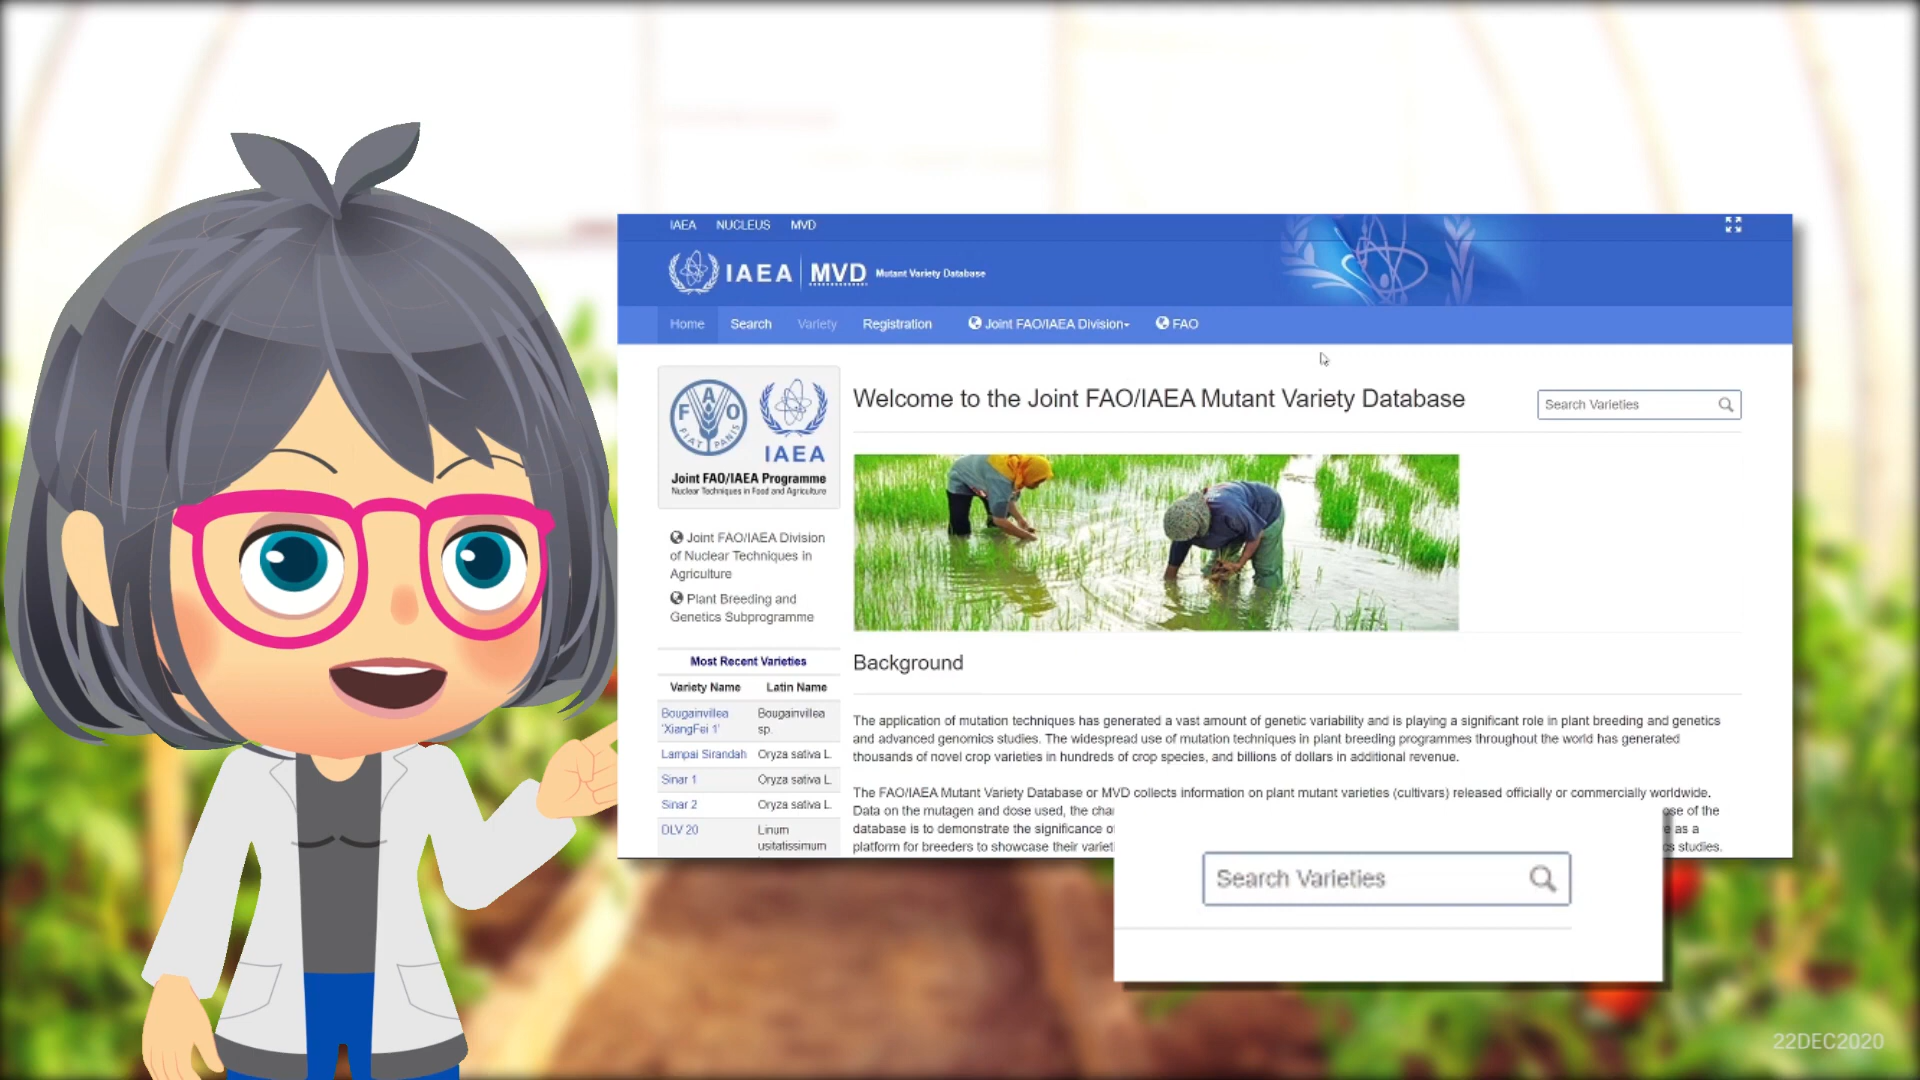 IAEA NUCLEUS MVD
IAEA MVD Mutant Variety Database
Home Search Variety Registration Joint FAO/IAEA Division FAO
FAO
FIAT PANIS
IAEA
Joint FAO/IAEA Programme
Nuclear Techniques in Food and Agriculture
Welcome to the Joint FAO/IAEA Mutant Variety Database
Search Varieties
Joint FAO/IAEA Division
of Nuclear Techniques in
Agriculture
Plant Breeding and
Genetics Subprogramme
Most Recent Varieties
Variety Name Latin Name
Bougainvillea Bougainvillea
'XiangFei 1' sp.
Lampai Sirandah Oryza sativa L.
Sinar 1 Oryza sativa L.
Sinar 2 Oryza sativa L.
DLV 20 Linum
usitatissimum
Background
The application of mutation techniques has generated a vast amount of genetic variability and is playing a significant role in plant breeding and genetics
and advanced genomics studies. The widespread use of mutation techniques in plant breeding programmes throughout the world has generated
thousands of novel crop varieties in hundreds of crop species, and billions of dollars in additional revenue.
The FAO/IAEA Mutant Variety Database or MVD collects information on plant mutant varieties (cultivars) released officially or commercially worldwide.
Data on the mutagen and dose used, the of the
database is to demonstrate the significance as a
platform for breeders to showcase their studies.
Search Varieties
22DEC2020